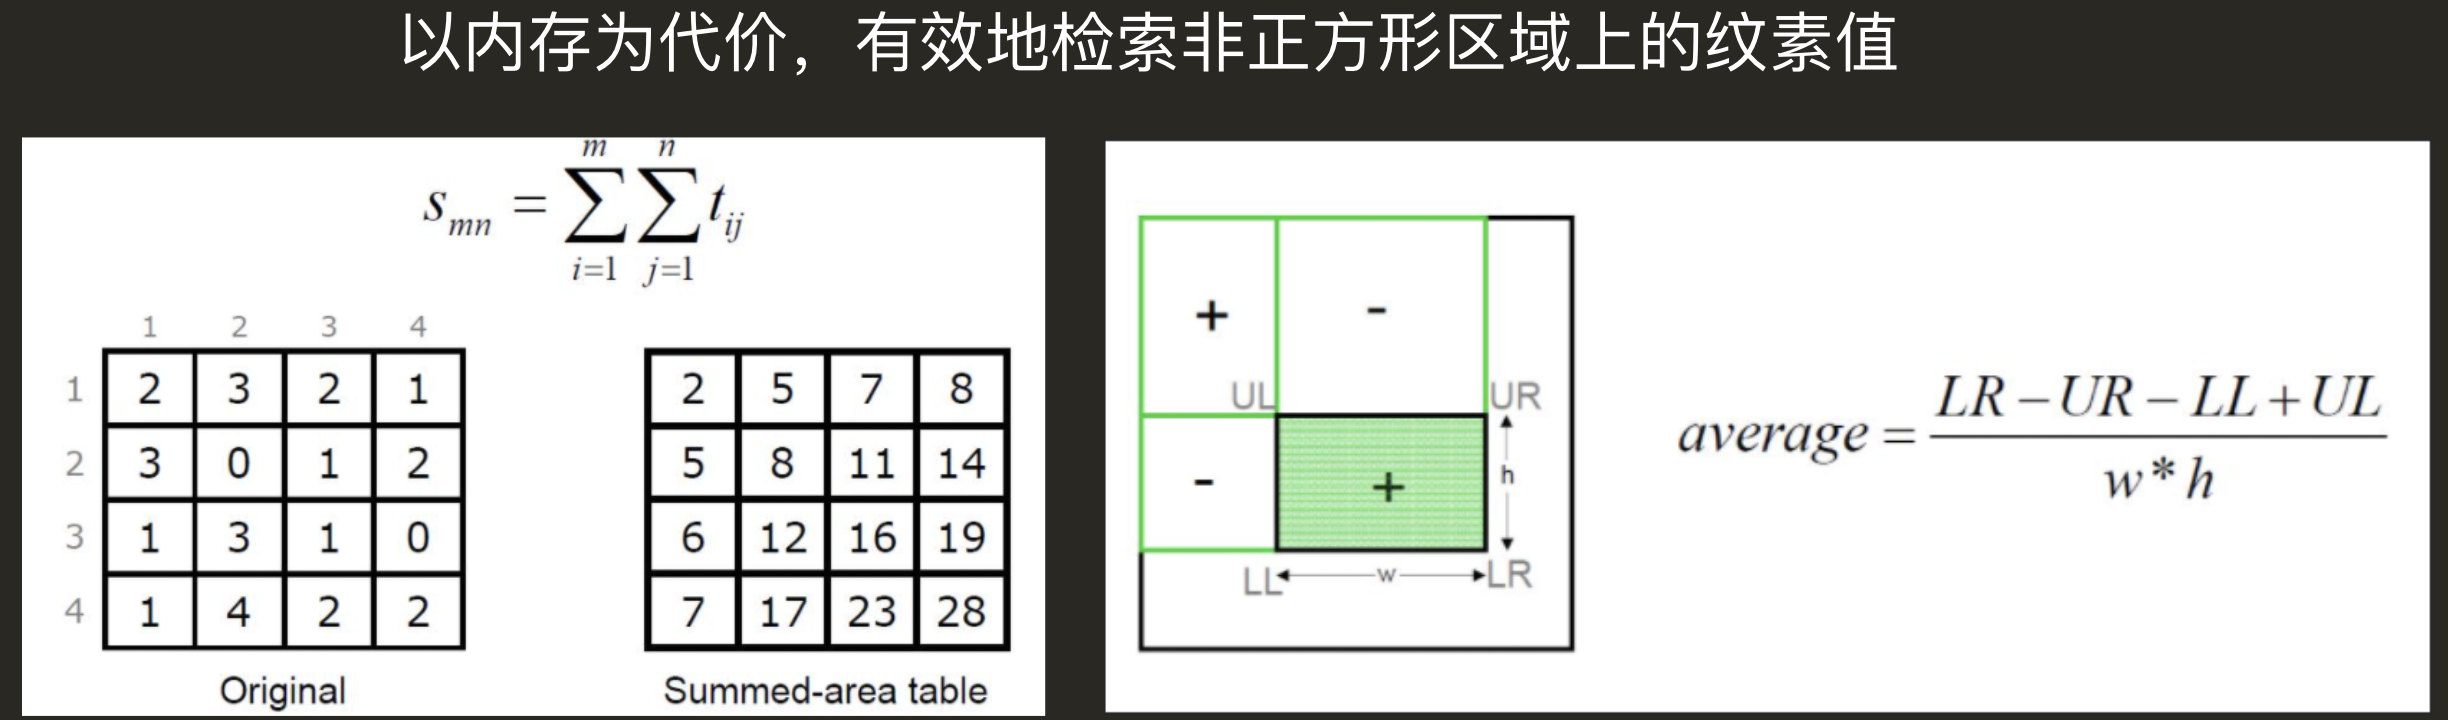 以内存为代价，有效地检索非正方形区域上的纹素值
s_{mn} = \sum_{i=1}^{m} \sum_{j=1}^{n} t_{ij}
1 2 3 4
1 2 3 2 1
2 3 0 1 2
3 1 3 1 0
4 1 4 2 2
Original
2 5 7 8
5 8 11 14
6 12 16 19
7 17 23 28
Summed-area table
+ -
UL UR
- + h
LL w LR
average = \frac{LR - UR - LL + UL}{w * h}